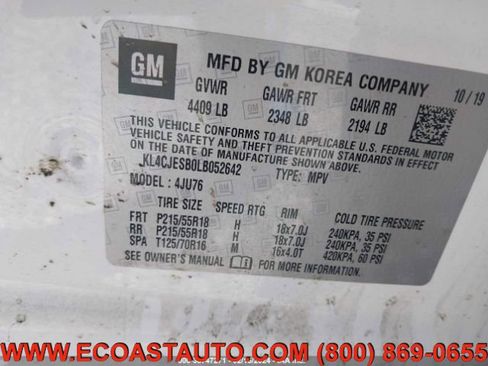 GM
MFD BY GM KOREA COMPANY
10/19
GVWR GAWR FRT GAWR RR
4409 LB 2348 LB 2194 LB
THIS VEHICLE CONFORMS TO ALL APPLICABLE U.S. FEDERAL MOTOR
VEHICLE SAFETY, BUMPER, AND THEFT PREVENTION STANDARDS IN
EFFECT ON THE DATE OF MANUFACTURE SHOWN ABOVE.
KL4CJESB0LB052642 TYPE: MPV
MODEL: 4JU76
TIRE SIZE SPEED RTG RIM COLD TIRE PRESSURE
FRT P215/55R18 H 18x7.0J 240KPA, 35 PSI
RR P215/55R18 H 18x7.0J 240KPA, 35 PSI
SPA T125/70R16 M 16x4.0T 420KPA, 60 PSI
SEE OWNER'S MANUAL FOR MORE INFORMATION
WWW.ECOASTAUTO.COM (800) 869-0655